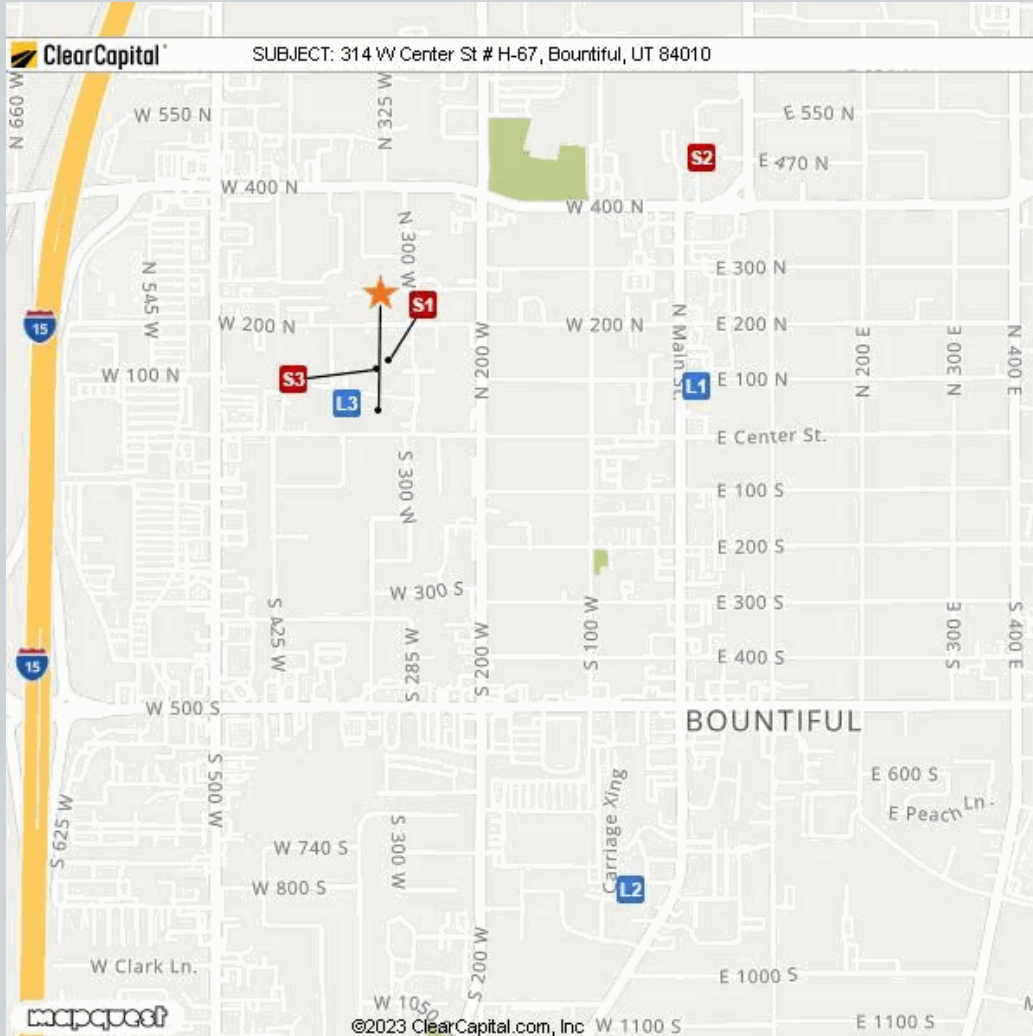 ClearCapital
SUBJECT: 314 W Center St # H-67, Bountiful, UT 84010
N 660 W
W 550 N
N 325 W
E 550 N
S2
E 470 N
W 400 N
W 400 N
N 300 W
E 300 N
N 545 W
S1
15
W 200 N
N 200 W
W 200 N
N Main St.
E 200 N
N 200 E
N 300 E
N 400 E
W 100 N
S3
L3
L1
E 100 N
E Center St.
S 300 W
E 100 S
E 200 S
W 300 S
S 100 W
E 300 S
S 425 W
S 285 W
S 200 W
E 400 S
S 300 E
S 400 E
15
W 500 S
BOUNTIFUL
S 500 W
S 625 W
Carriage Xing
E 600 S
E Peach Ln.
W 740 S
S 300 W
W 800 S
L2
S 200 W
W Clark Ln.
E 1000 S
mapquest
W 1050
©2023 ClearCapital.com, Inc
W 1100 S
E 1100 S